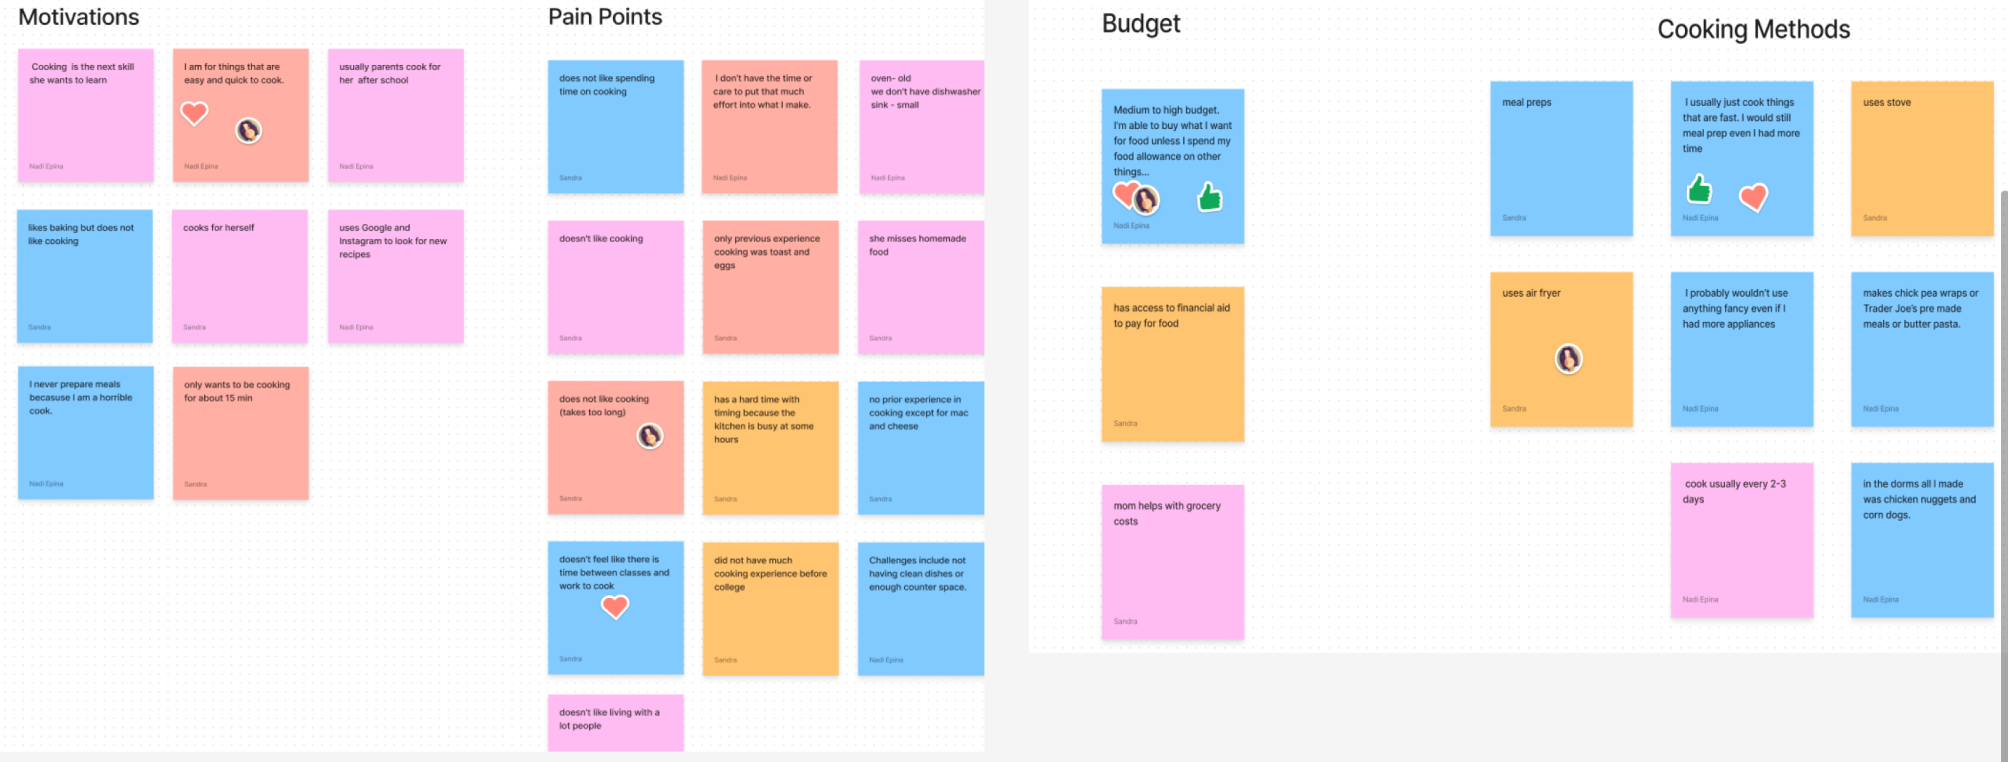 Motivations
Cooking  is the next skill
she wants to learn
Nadi Epina
I am for things that are
easy and quick to cook.
Nadi Epina
usually parents cook for
her  after school
Nadi Epina
likes baking but does not
like cooking
Sandra
cooks for herself
Sandra
uses Google and
Instagram to look for new
recipes
Nadi Epina
I never prepare meals
becasuse I am a horrible
cook.
Nadi Epina
only wants to be cooking
for about 15 min
Sandra
Pain Points
does not like spending
time on cooking
Sandra
I don't have the time or
care to put that much
effort into what I make.
Nadi Epina
oven- old
we don't have dishwasher
sink - small
Nadi Epina
doesn't like cooking
Sandra
only previous experience
cooking was toast and
eggs
Sandra
she misses homemade
food
Sandra
does not like cooking
(takes too long)
Sandra
has a hard time with
timing because the
kitchen is busy at some
hours
Sandra
no prior experience in
cooking except for mac
and cheese
Sandra
doesn't feel like there is
time between classes and
work to cook
Sandra
did not have much
cooking experience before
college
Sandra
Challenges include not
having clean dishes or
enough counter space.
Nadi Epina
doesn't like living with a
lot people
Budget
Medium to high budget.
I'm able to buy what I want
for food unless I spend my
food allowance on other
things...
Nadi Epina
has access to financial aid
to pay for food
Sandra
mom helps with grocery
costs
Sandra
Cooking Methods
meal preps
Sandra
I usually just cook things
that are fast. I would still
meal prep even I had more
time
Nadi Epina
uses stove
Sandra
uses air fryer
Sandra
I probably wouldn't use
anything fancy even if I
had more appliances
Nadi Epina
makes chick pea wraps or
Trader Joe's pre made
meals or butter pasta.
Nadi Epina
cook usually every 2-3
days
Nadi Epina
in the dorms all I made
was chicken nuggets and
corn dogs.
Nadi Epina